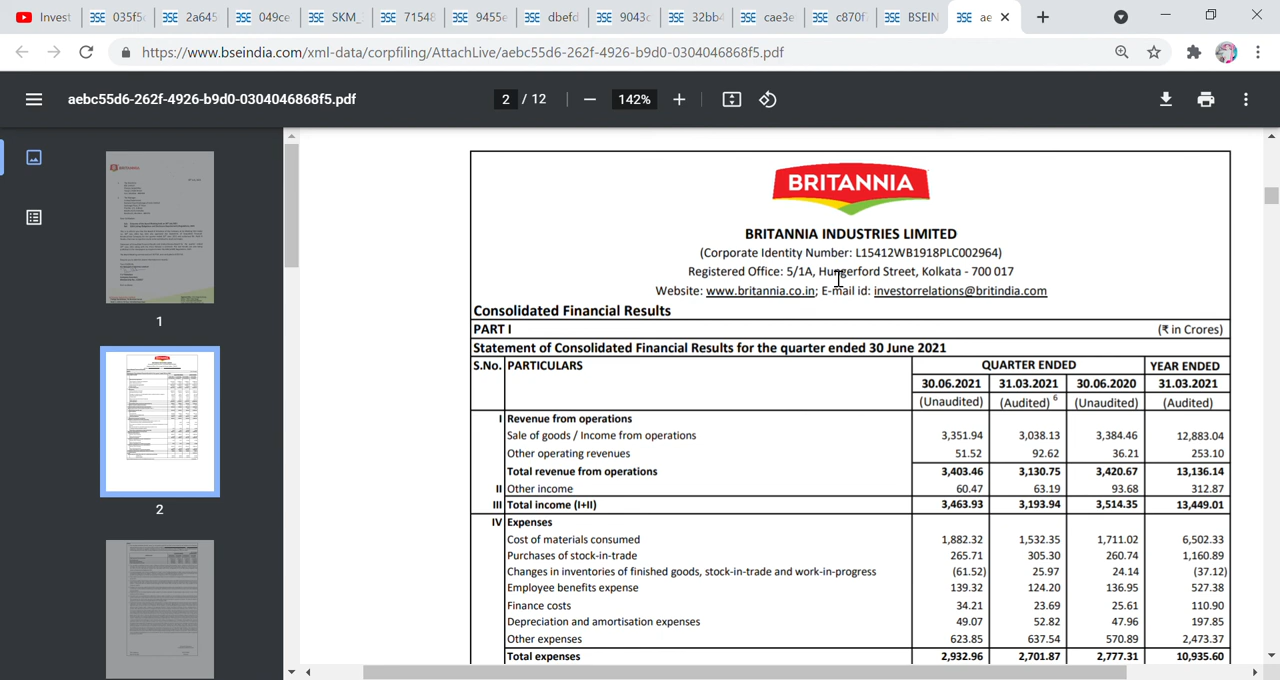 Invest 035f5 2a645 049ce SKM_ 71548 9455e dbefd 9043c 32bb4 cae3e c870f BSEIN ae
https://www.bseindia.com/xml-data/corpfiling/AttachLive/aebc55d6-262f-4926-b9d0-0304046868f5.pdf
aebc55d6-262f-4926-b9d0-0304046868f5.pdf 2 / 12 142%
1
2
BRITANNIA
BRITANNIA INDUSTRIES LIMITED
(Corporate Identity Number: L15412WB1918PLC002964)
Registered Office: 5/1A, Hungerford Street, Kolkata - 700 017
Website: www.britannia.co.in; E-mail id: investorrelations@britindia.com
Consolidated Financial Results
PART I (₹ in Crores)
Statement of Consolidated Financial Results for the quarter ended 30 June 2021
S.No. PARTICULARS QUARTER ENDED YEAR ENDED
30.06.2021 31.03.2021 30.06.2020 31.03.2021
(Unaudited) (Audited) 6 (Unaudited) (Audited)
I Revenue from operations
Sale of goods / Income from operations 3,351.94 3,038.13 3,384.46 12,883.04
Other operating revenues 51.52 92.62 36.21 253.10
Total revenue from operations 3,403.46 3,130.75 3,420.67 13,136.14
II Other income 60.47 63.19 93.68 312.87
III Total income (I+II) 3,463.93 3,193.94 3,514.35 13,449.01
IV Expenses
Cost of materials consumed 1,882.32 1,532.35 1,711.02 6,502.33
Purchases of stock-in-trade 265.71 305.30 260.74 1,160.89
Changes in inventories of finished goods, stock-in-trade and work-in-progress (61.52) 25.97 24.14 (37.12)
Employee benefits expense 139.32 124.20 136.95 527.38
Finance costs 34.21 23.69 25.61 110.90
Depreciation and amortisation expenses 49.07 52.82 47.96 197.85
Other expenses 623.85 637.54 570.89 2,473.37
Total expenses 2,932.96 2,701.87 2,777.31 10,935.60